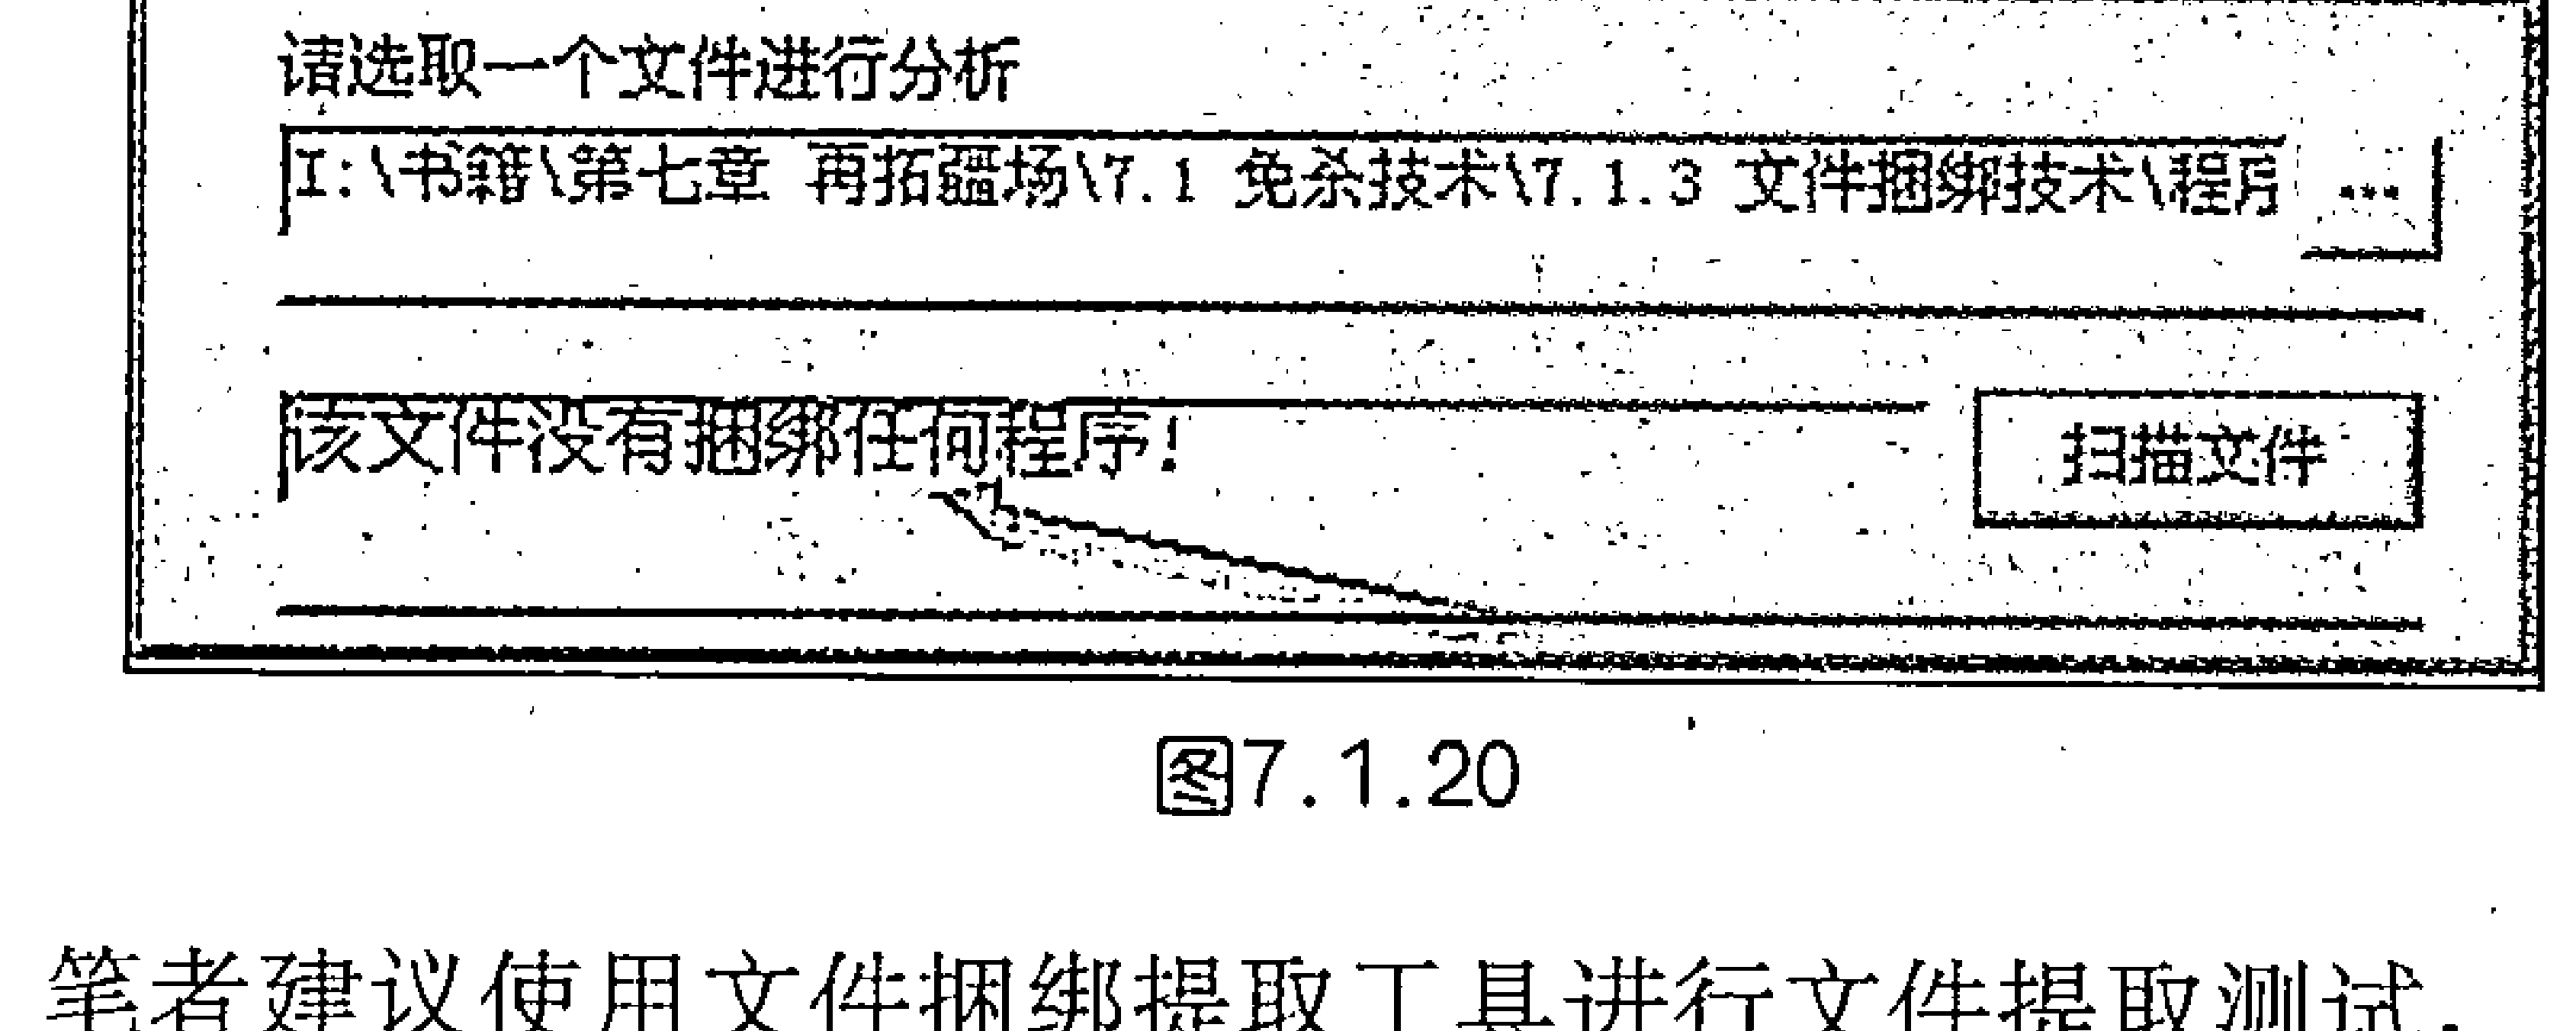 请选取一个文件进行分析
I:\书籍\第七章 再拓疆场\7.1 免杀技术\7.1.3 文件捆绑技术\程序 ...
该文件没有捆绑任何程序!
扫描文件
图7.1.20
笔者建议使用文件捆绑提取工具进行文件提取测试,